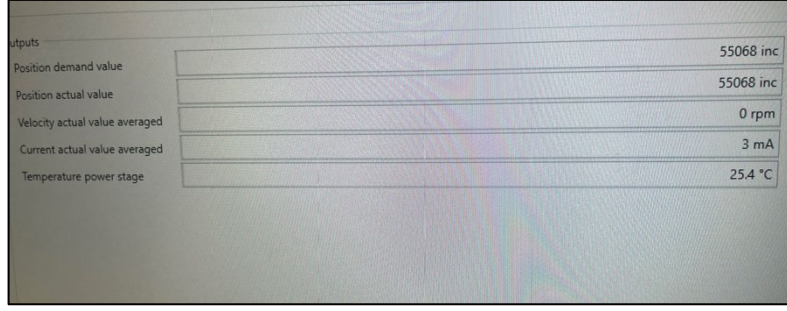 utputs
Position demand value 55068 inc
Position actual value 55068 inc
Velocity actual value averaged 0 rpm
Current actual value averaged 3 mA
Temperature power stage 25.4 °C